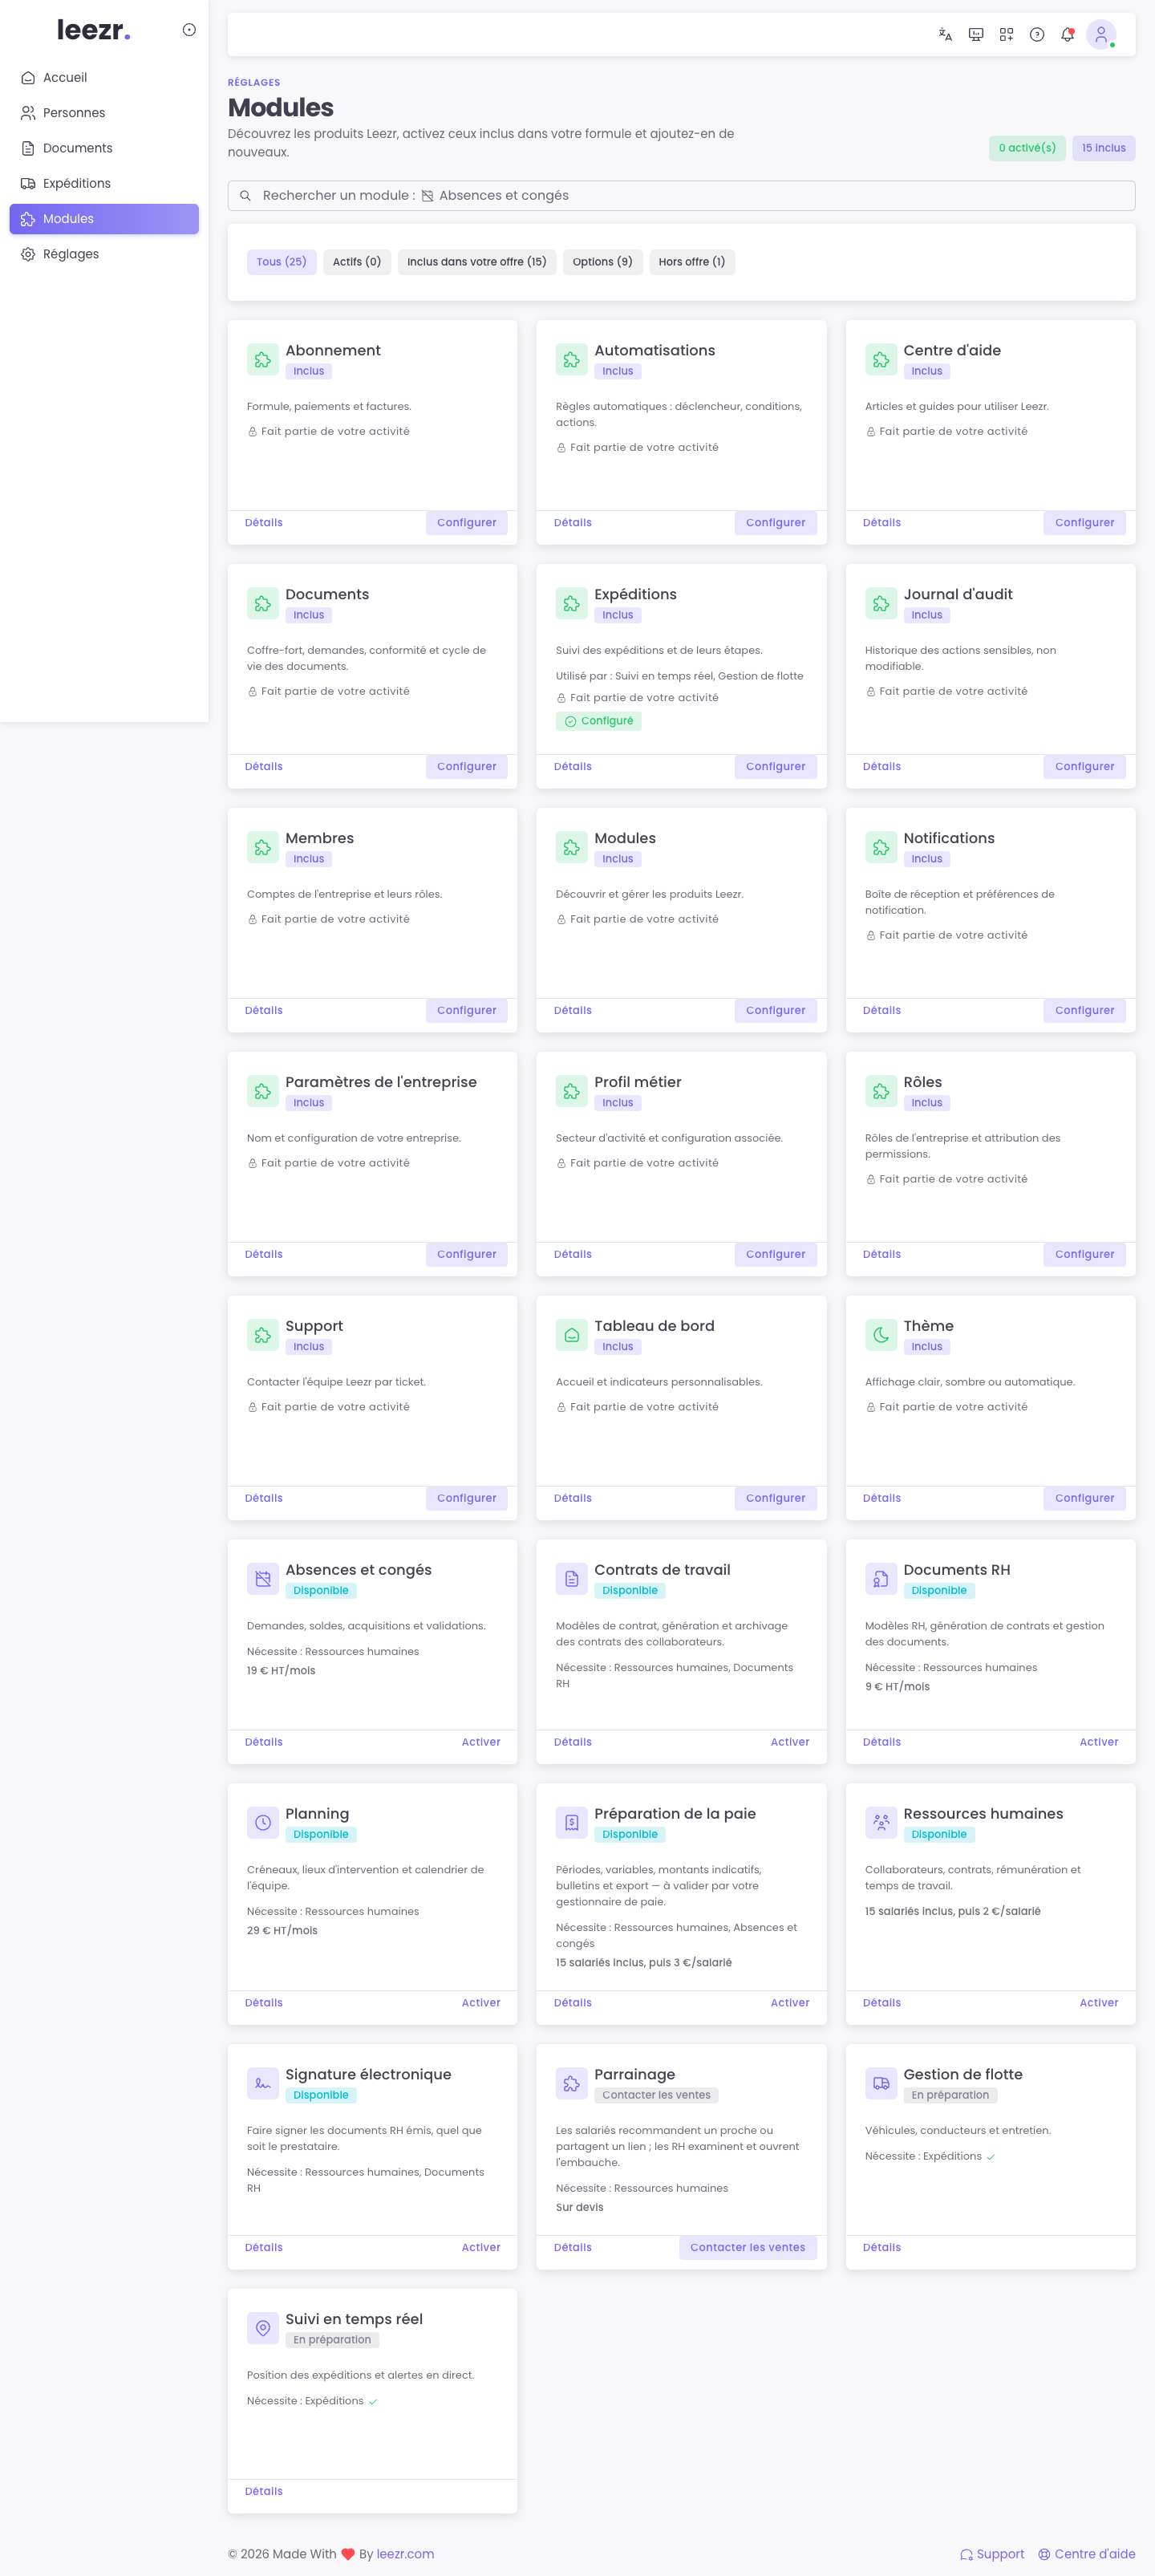 leezr.
Accueil
Personnes
Documents
Expéditions
Modules
Réglages
RÉGLAGES
Modules
Découvrez les produits Leezr, activez ceux inclus dans votre formule et ajoutez-en de
nouveaux.
0 activé(s)
15 inclus
Rechercher un module : Absences et congés
Tous (25)
Actifs (0)
Inclus dans votre offre (15)
Options (9)
Hors offre (1)
Abonnement
Inclus
Formule, paiements et factures.
Fait partie de votre activité
Détails
Configurer
Automatisations
Inclus
Règles automatiques : déclencheur, conditions,
actions.
Fait partie de votre activité
Détails
Configurer
Centre d'aide
Inclus
Articles et guides pour utiliser Leezr.
Fait partie de votre activité
Détails
Configurer
Documents
Inclus
Coffre-fort, demandes, conformité et cycle de
vie des documents.
Fait partie de votre activité
Détails
Configurer
Expéditions
Inclus
Suivi des expéditions et de leurs étapes.
Utilisé par : Suivi en temps réel, Gestion de flotte
Fait partie de votre activité
Configuré
Détails
Configurer
Journal d'audit
Inclus
Historique des actions sensibles, non
modifiable.
Fait partie de votre activité
Détails
Configurer
Membres
Inclus
Comptes de l'entreprise et leurs rôles.
Fait partie de votre activité
Détails
Configurer
Modules
Inclus
Découvrir et gérer les produits Leezr.
Fait partie de votre activité
Détails
Configurer
Notifications
Inclus
Boîte de réception et préférences de
notification.
Fait partie de votre activité
Détails
Configurer
Paramètres de l'entreprise
Inclus
Nom et configuration de votre entreprise.
Fait partie de votre activité
Détails
Configurer
Profil métier
Inclus
Secteur d'activité et configuration associée.
Fait partie de votre activité
Détails
Configurer
Rôles
Inclus
Rôles de l'entreprise et attribution des
permissions.
Fait partie de votre activité
Détails
Configurer
Support
Inclus
Contacter l'équipe Leezr par ticket.
Fait partie de votre activité
Détails
Configurer
Tableau de bord
Inclus
Accueil et indicateurs personnalisables.
Fait partie de votre activité
Détails
Configurer
Thème
Inclus
Affichage clair, sombre ou automatique.
Fait partie de votre activité
Détails
Configurer
Absences et congés
Disponible
Demandes, soldes, acquisitions et validations.
Nécessite : Ressources humaines
19 € HT/mois
Détails
Activer
Contrats de travail
Disponible
Modèles de contrat, génération et archivage
des contrats des collaborateurs.
Nécessite : Ressources humaines, Documents
RH
Détails
Activer
Documents RH
Disponible
Modèles RH, génération de contrats et gestion
des documents.
Nécessite : Ressources humaines
9 € HT/mois
Détails
Activer
Planning
Disponible
Créneaux, lieux d'intervention et calendrier de
l'équipe.
Nécessite : Ressources humaines
29 € HT/mois
Détails
Activer
Préparation de la paie
Disponible
Périodes, variables, montants indicatifs,
bulletins et export — à valider par votre
gestionnaire de paie.
Nécessite : Ressources humaines, Absences et
congés
15 salariés inclus, puis 3 €/salarié
Détails
Activer
Ressources humaines
Disponible
Collaborateurs, contrats, rémunération et
temps de travail.
15 salariés inclus, puis 2 €/salarié
Détails
Activer
Signature électronique
Disponible
Faire signer les documents RH émis, quel que
soit le prestataire.
Nécessite : Ressources humaines, Documents
RH
Détails
Activer
Parrainage
Contacter les ventes
Les salariés recommandent un proche ou
partagent un lien ; les RH examinent et ouvrent
l'embauche.
Nécessite : Ressources humaines
Sur devis
Détails
Contacter les ventes
Gestion de flotte
En préparation
Véhicules, conducteurs et entretien.
Nécessite : Expéditions ✓
Détails
Suivi en temps réel
En préparation
Position des expéditions et alertes en direct.
Nécessite : Expéditions ✓
Détails
© 2026 Made With ❤ By leezr.com
Support
Centre d'aide